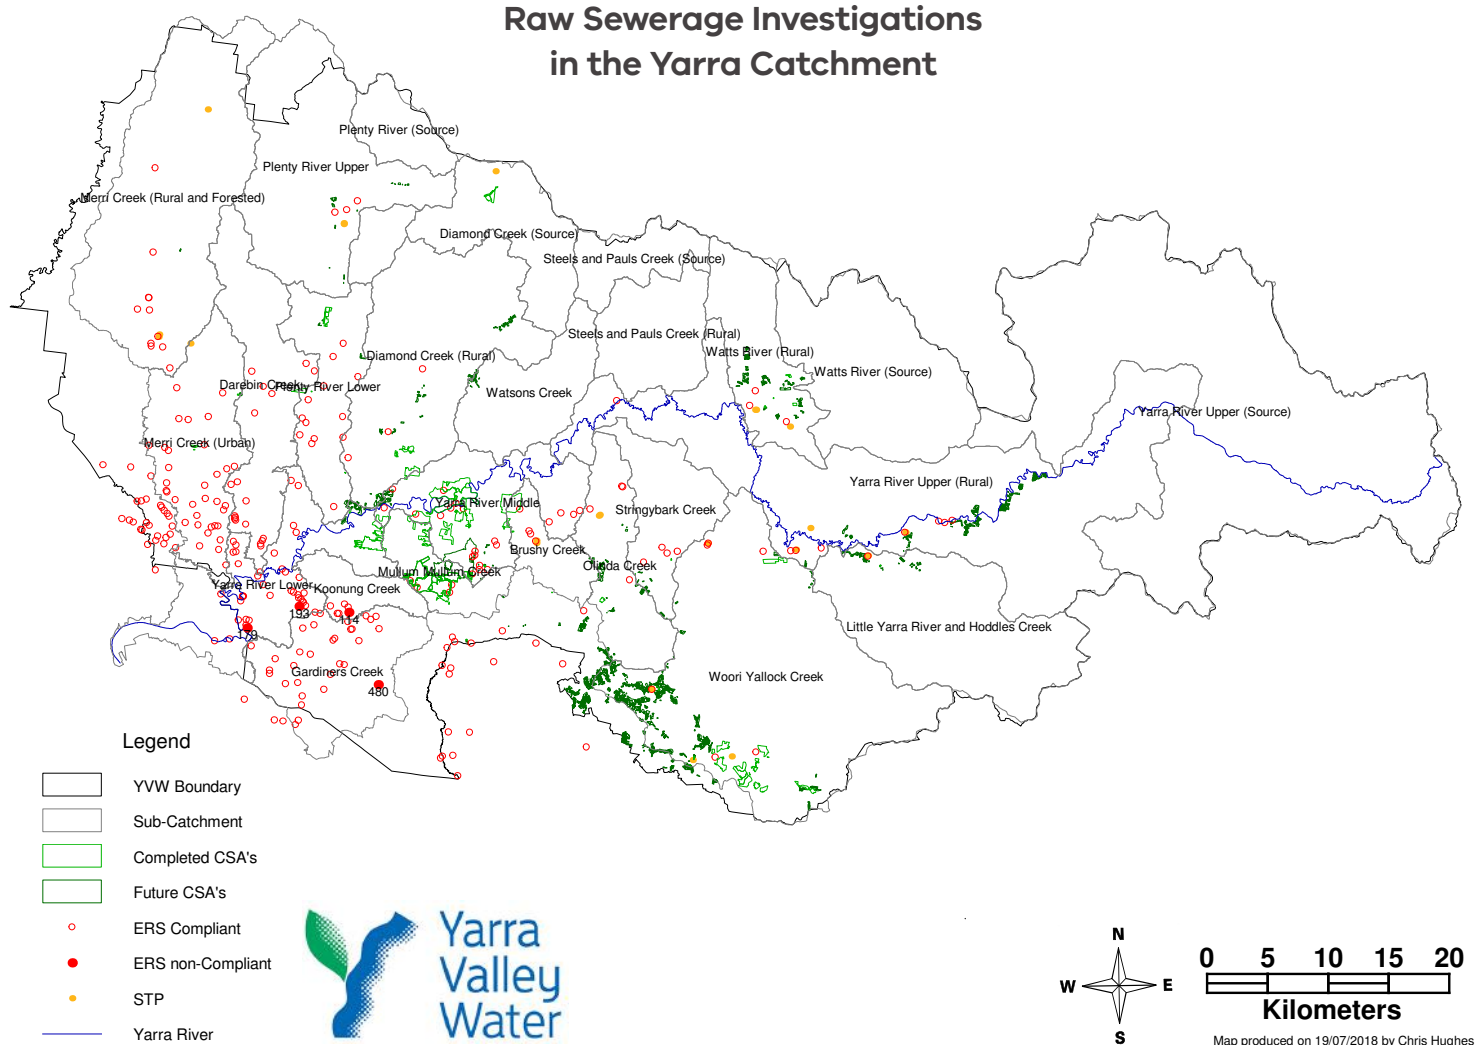 Raw Sewerage Investigations
in the Yarra Catchment
Plenty River (Source)
Plenty River Upper
Merri Creek (Rural and Forested)
Diamond Creek (Source)
Steels and Pauls Creek (Source)
Steels and Pauls Creek (Rural)
Watts River (Rural)
Diamond Creek (Rural)
Watts River (Source)
Darebin Creek
Plenty River Lower
Watsons Creek
Yarra River Upper (Source)
Merri Creek (Urban)
Yarra River Upper (Rural)
Yarra River Middle
Stringybark Creek
Brushy Creek
Olinda Creek
Mullum Mullum Creek
Yarra River Lower
Koonung Creek
193
114
179
Little Yarra River and Hoddles Creek
Gardiners Creek
Woori Yallock Creek
480
Legend
YVW Boundary
Sub-Catchment
Completed CSA's
Future CSA's
ERS Compliant
ERS non-Compliant
STP
Yarra River
Yarra
Valley
Water
N
W E
S
0 5 10 15 20
Kilometers
Map produced on 19/07/2018 by Chris Hughes